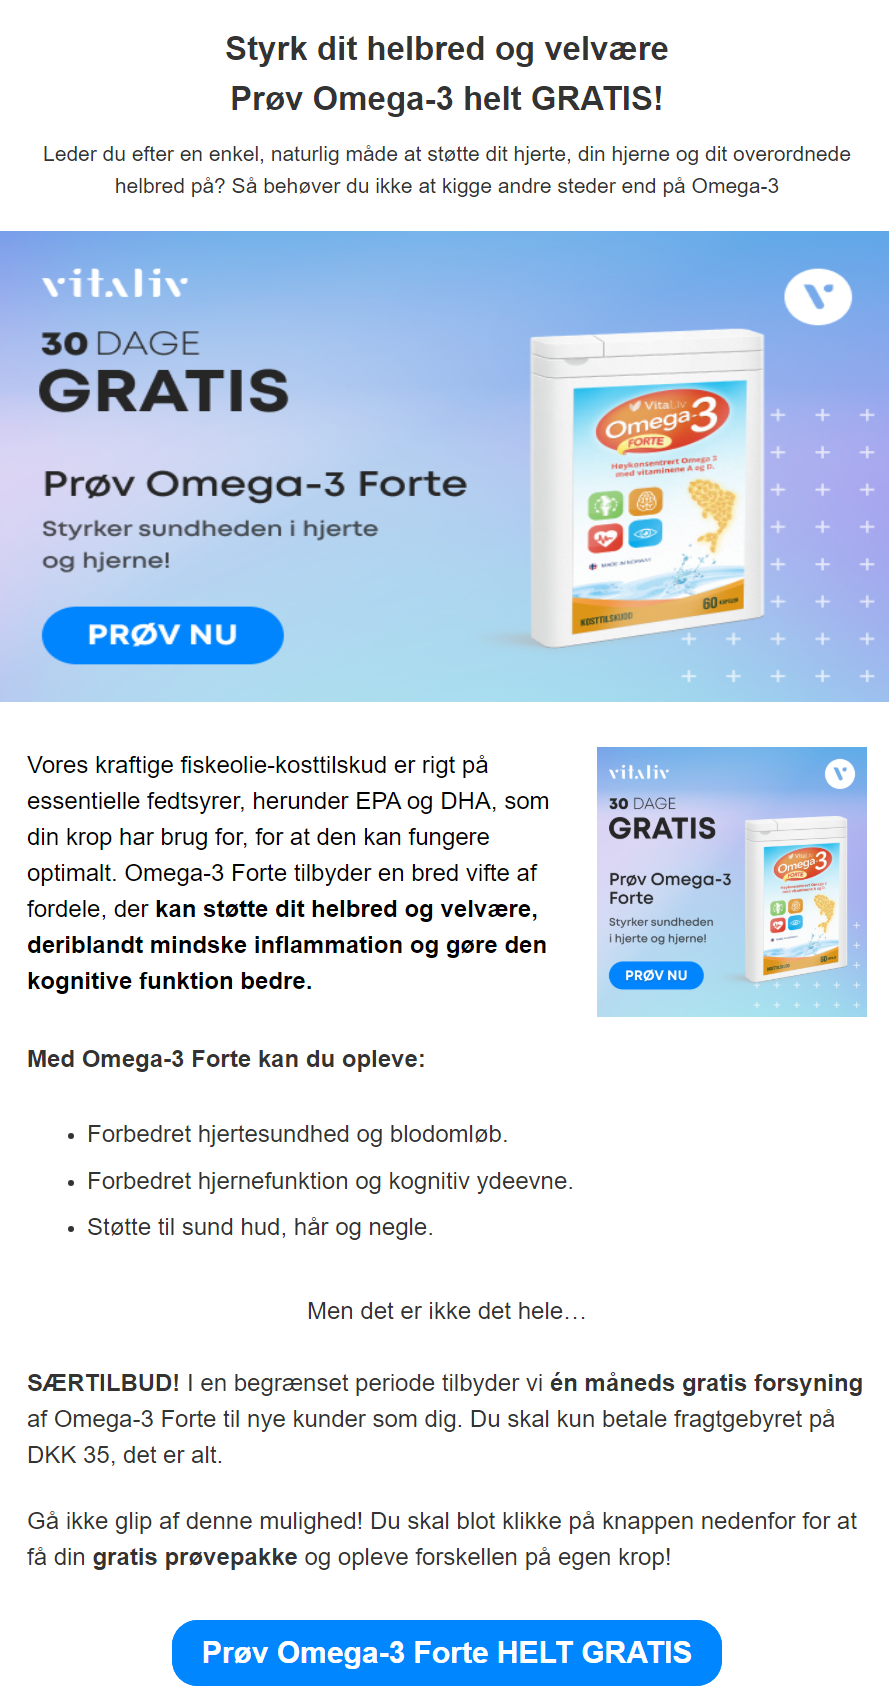 Styrk dit helbred og velvære
Prøv Omega-3 helt GRATIS!
Leder du efter en enkel, naturlig måde at støtte dit hjerte, din hjerne og dit overordnede
helbred på? Så behøver du ikke at kigge andre steder end på Omega-3
vitaliv
30 DAGE
GRATIS
Prøv Omega-3 Forte
Styrker sundheden i hjerte
og hjerne!
PRØV NU
VitaLiv
Omega-3
FORTE
Høykonsentrert Omega 3
med vitaminene A og D.
MADE IN NORWAY
KOSTTILSKUDD
60 KAPSLER
Vores kraftige fiskeolie-kosttilskud er rigt på
essentielle fedtsyrer, herunder EPA og DHA, som
din krop har brug for, for at den kan fungere
optimalt. Omega-3 Forte tilbyder en bred vifte af
fordele, der kan støtte dit helbred og velvære,
deriblandt mindske inflammation og gøre den
kognitive funktion bedre.
vitaliv
30 DAGE
GRATIS
Prøv Omega-3
Forte
Styrker sundheden
i hjerte og hjerne!
PRØV NU
VitaLiv
Omega-3
FORTE
Med Omega-3 Forte kan du opleve:
• Forbedret hjertesundhed og blodomløb.
• Forbedret hjernefunktion og kognitiv ydeevne.
• Støtte til sund hud, hår og negle.
Men det er ikke det hele…
SÆRTILBUD! I en begrænset periode tilbyder vi én måneds gratis forsyning
af Omega-3 Forte til nye kunder som dig. Du skal kun betale fragtgebyret på
DKK 35, det er alt.
Gå ikke glip af denne mulighed! Du skal blot klikke på knappen nedenfor for at
få din gratis prøvepakke og opleve forskellen på egen krop!
Prøv Omega-3 Forte HELT GRATIS